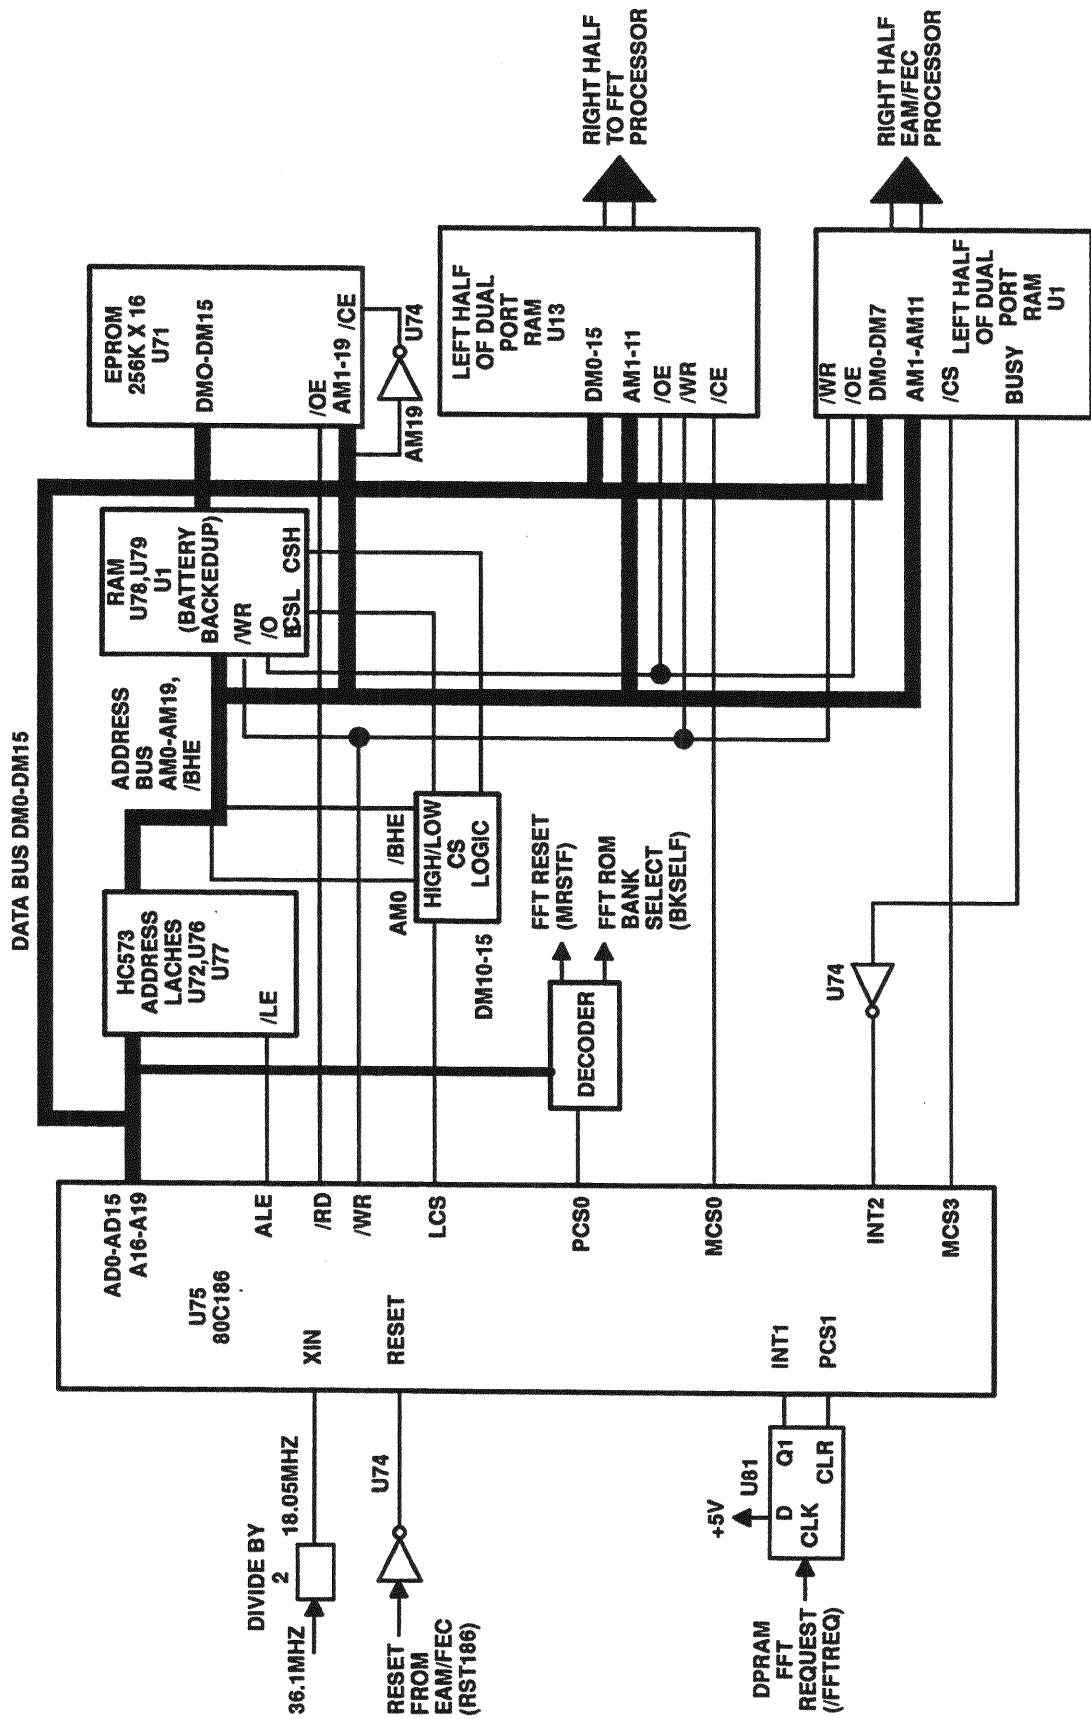 DATA BUS DM0-DM15
AD0-AD15
A16-A19
U75
80C186
ALE
/RD
/WR
LCS
PCS0
MCS0
INT2
MCS3
XIN
RESET
INT1
PCS1
36.1MHZ
DIVIDE BY
2
18.05MHZ
RESET
FROM
EAM/FEC
(RST186)
U74
DPRAM
FFT
REQUEST
(/FFTREQ)
+5V
U81
D
Q1
CLK
CLR
HC573
ADDRESS
LACHES
U72,U76
U77
/LE
ADDRESS
BUS
AM0-AM19,
/BHE
AM0
/BHE
HIGH/LOW
CS
LOGIC
DM10-15
DECODER
FFT RESET
(MRSTF)
FFT ROM
BANK
SELECT
(BKSELF)
U74
RAM
U78,U79
U1
(BATTERY
BACKEDUP)
/WR
/O
CSL
CSH
EPROM
256K X 16
U71
DMO-DM15
/OE
AM1-19
/CE
AM19
U74
LEFT HALF
OF DUAL
PORT
RAM
U13
DM0-15
AM1-11
/OE
/WR
/CE
RIGHT HALF
TO FFT
PROCESSOR
/WR
/OE
DM0-DM7
AM1-AM11
/CS
LEFT HALF
OF DUAL
PORT
RAM
U1
BUSY
RIGHT HALF
EAM/FEC
PROCESSOR